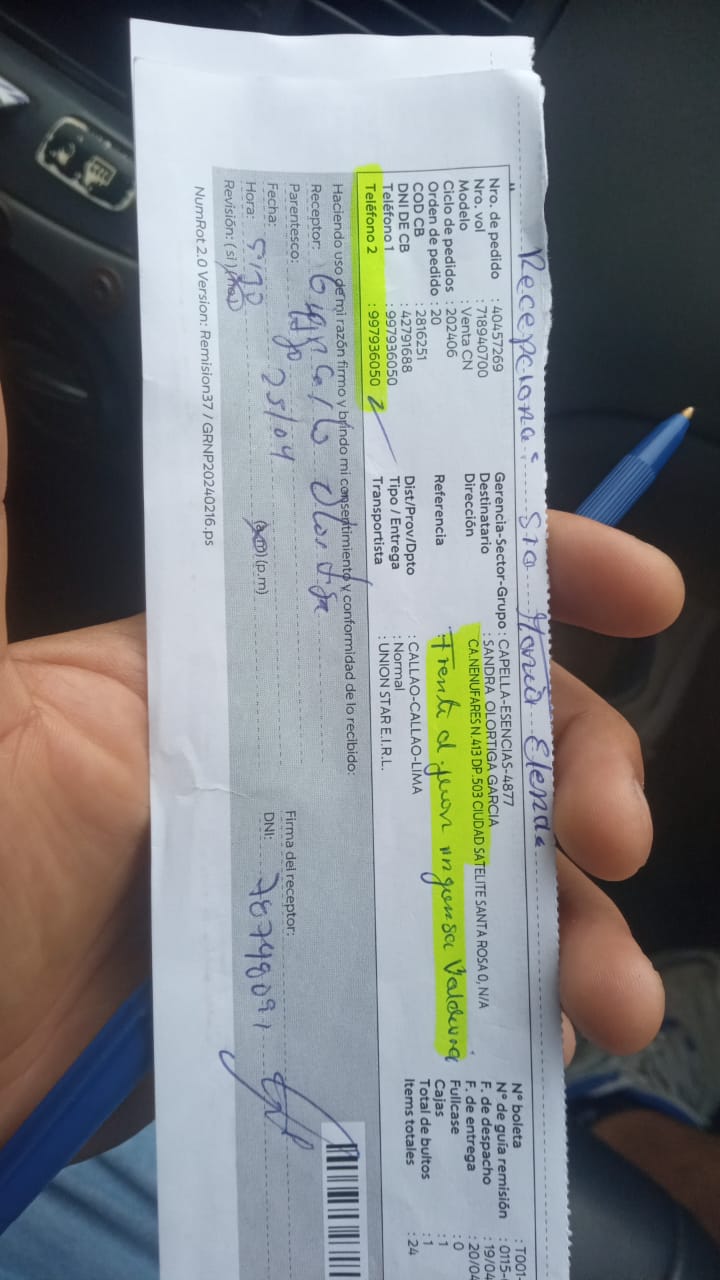 Recepciona: Sra Maria Elena
Nro. de pedido : 40457269
Nro. vol : 718940700
Modelo : Venta CN
Ciclo de pedidos : 202406
Orden de pedido : 20
COD CB : 2816251
DNI DE CB : 42791688
Teléfono 1 : 997936050
Teléfono 2 : 997936050
Gerencia-Sector-Grupo : CAPELLA-ESENCIAS-4877
Destinatario : SANDRA OLORTIGA GARCIA
Dirección : CA.NENUFARES N.413 DP.503 CIUDAD SATELITE SANTA ROSA 0, N/A
Referencia : Frente al
Dist/Prov/Dpto : CALLAO-CALLAO-LIMA
Tipo / Entrega : Normal
Transportista : UNION STAR E.I.R.L.
N° boleta : T001-
N° de guía remisión : 0115-
F. de despacho : 19/04
F. de entrega : 20/04
Fullcase : 0
Cajas : 1
Total de bultos : 1
Items totales : 24
Haciendo uso de mi razón firmo y brindo mi consentimiento y conformidad de lo recibido:
Receptor: Olortiga
Parentesco:
Fecha: 25/04
Hora: (a.m) (p.m)
Revisión: ( si ) (no)
Firma del receptor:
DNI: 78748091
NumRot 2.0 Version: Remision37 / GRNP20240216.ps